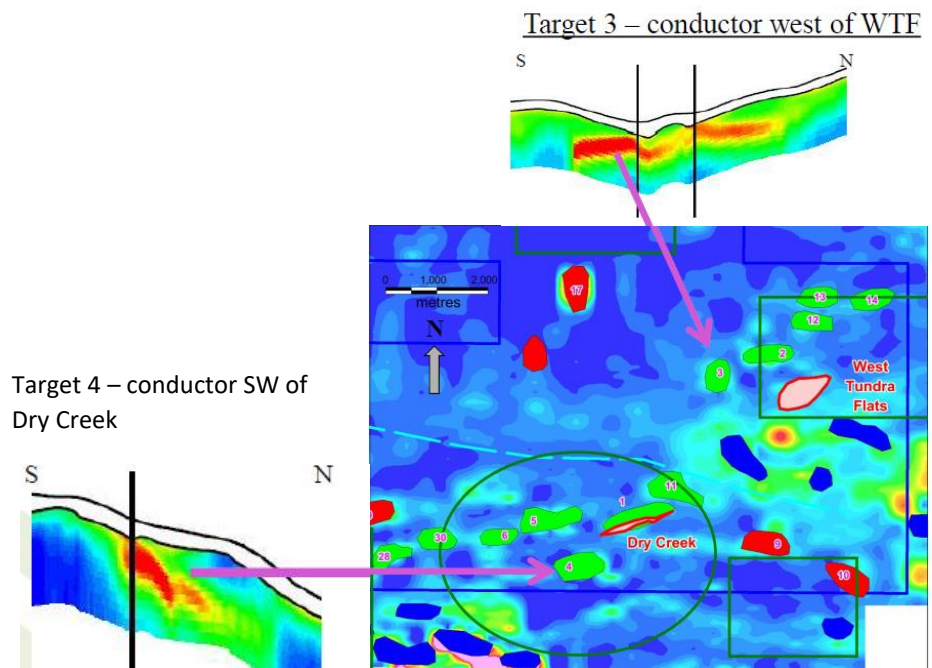 Target 3 – conductor west of WTF
S N
0 1,000 2,000
metres
N
17
13 14
12
2
3
West
Tundra
Flats
Target 4 – conductor SW of
Dry Creek
S N
11
1
5
6
30
28
Dry Creek
4
9
10